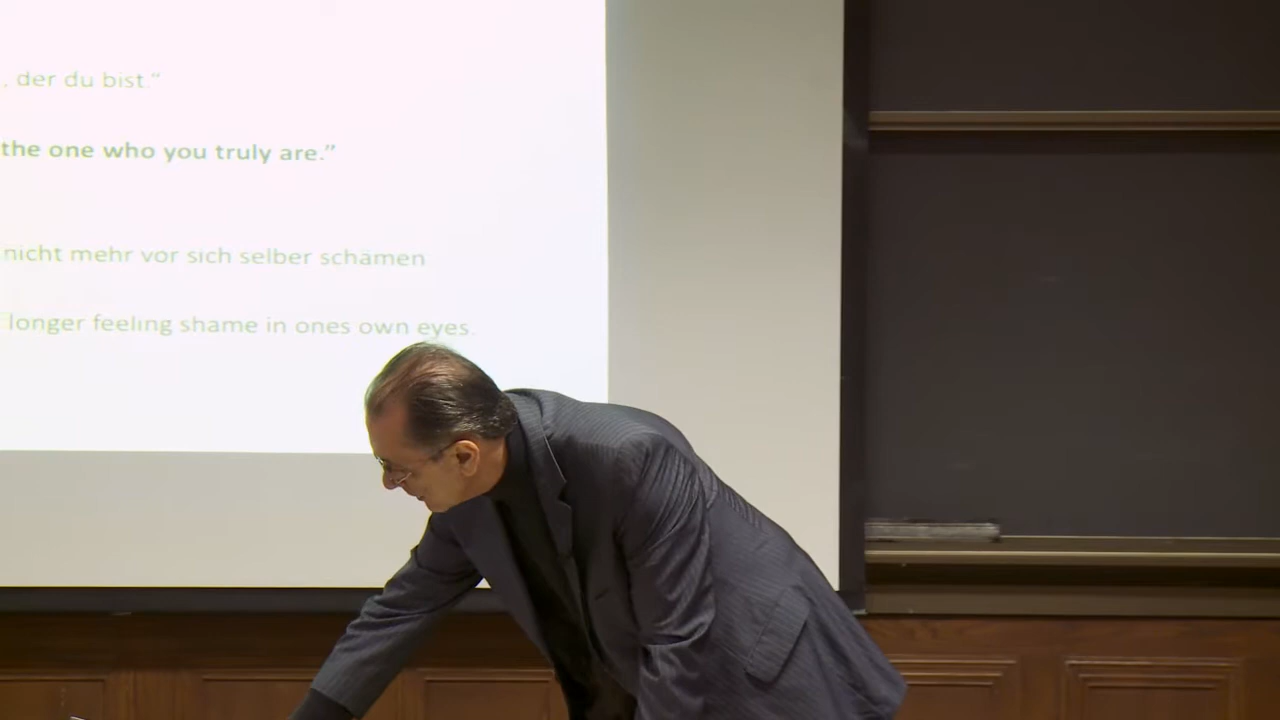 , der du bist.”
the one who you truly are.”
nicht mehr vor sich selber schämen
longer feeling shame in ones own eyes.